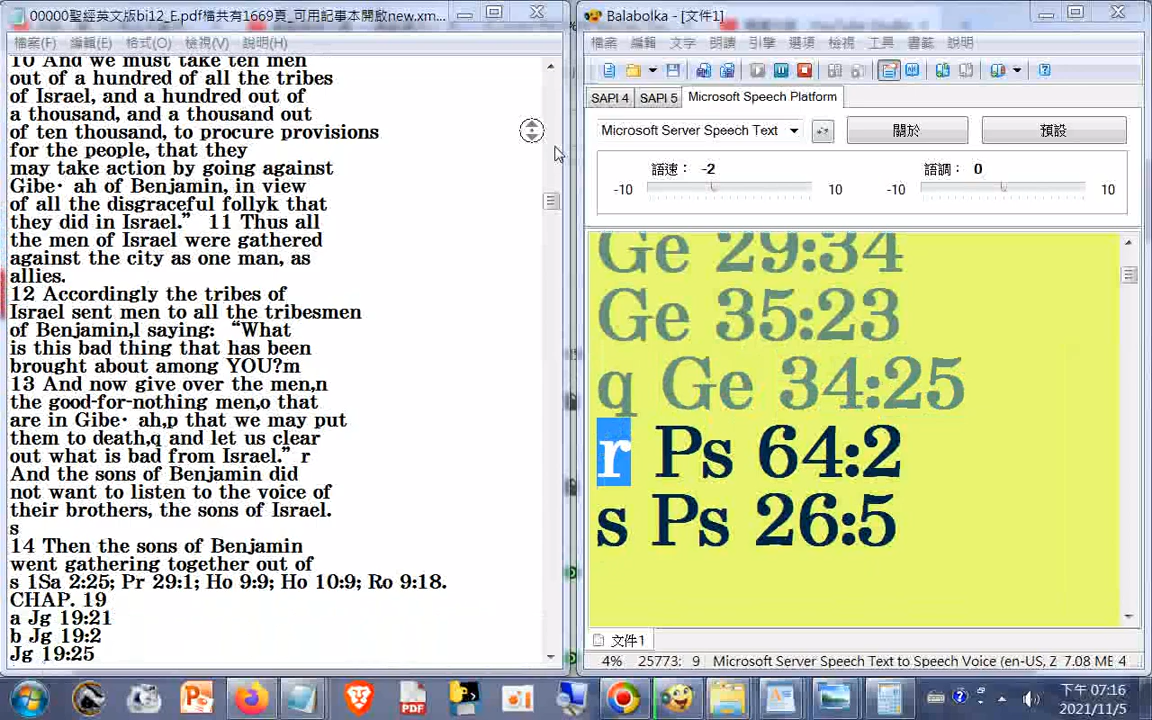 00000聖經英文版bi12_E.pdf檔共有1669頁_可用記事本開啟new.xm...
檔案(F) 編輯(E) 格式(O) 檢視(V) 說明(H)
10 And we must take ten men
out of a hundred of all the tribes
of Israel, and a hundred out of
a thousand, and a thousand out
of ten thousand, to procure provisions
for the people, that they
may take action by going against
Gibe· ah of Benjamin, in view
of all the disgraceful follyk that
they did in Israel.” 11 Thus all
the men of Israel were gathered
against the city as one man, as
allies.
12 Accordingly the tribes of
Israel sent men to all the tribesmen
of Benjamin,l saying: “What
is this bad thing that has been
brought about among YOU?m
13 And now give over the men,n
the good-for-nothing men,o that
are in Gibe· ah,p that we may put
them to death,q and let us clear
out what is bad from Israel.” r
And the sons of Benjamin did
not want to listen to the voice of
their brothers, the sons of Israel.
s
14 Then the sons of Benjamin
went gathering together out of
s 1Sa 2:25; Pr 29:1; Ho 9:9; Ho 10:9; Ro 9:18.
CHAP. 19
a Jg 19:21
b Jg 19:2
Jg 19:25
Balabolka - [文件1]
檔案 編輯 文字 朗讀 引擎 選項 檢視 工具 書籤 說明
SAPI 4 SAPI 5 Microsoft Speech Platform
Microsoft Server Speech Text 關於 預設
語速： -2 語調： 0
-10 10 -10 10
Ge 29:34
Ge 35:23
q Ge 34:25
r Ps 64:2
s Ps 26:5
文件1
4% 25773: 9 Microsoft Server Speech Text to Speech Voice (en-US, Z 7.08 MB 4
PDF
下午 07:16
2021/11/5